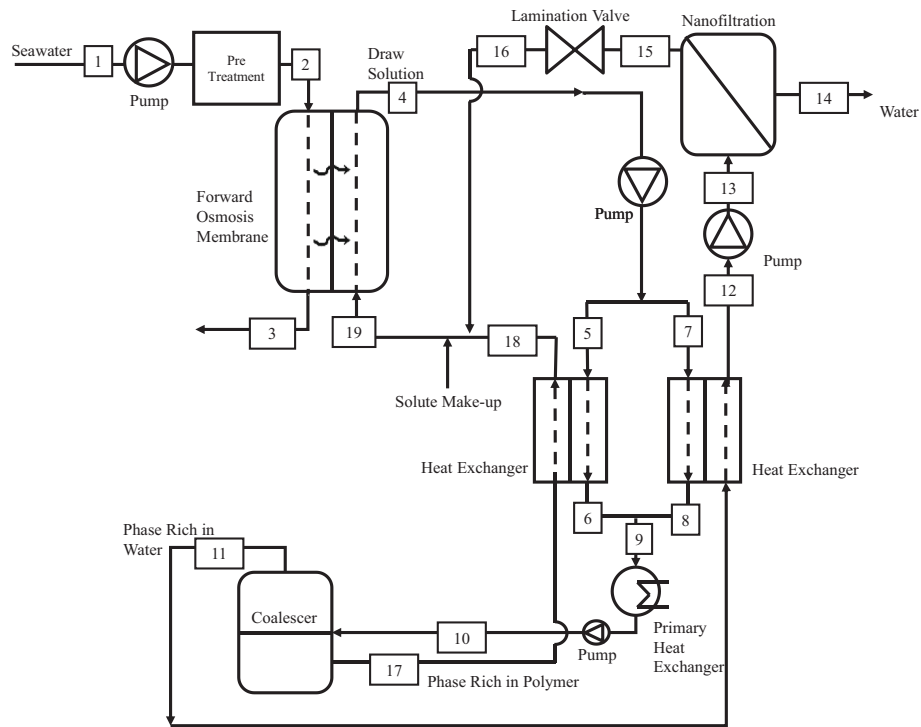 Lamination Valve
Nanofiltration
Seawater
1
Pre
Treatment
2
Draw
Solution
16
15
Pump
4
14
Water
13
Forward
Osmosis
Membrane
Pump
Pump
12
3
19
18
5
7
Solute Make-up
Heat Exchanger
Heat Exchanger
6
8
9
Phase Rich in
Water
11
Coalescer
10
Pump
Primary
Heat
Exchanger
17
Phase Rich in Polymer